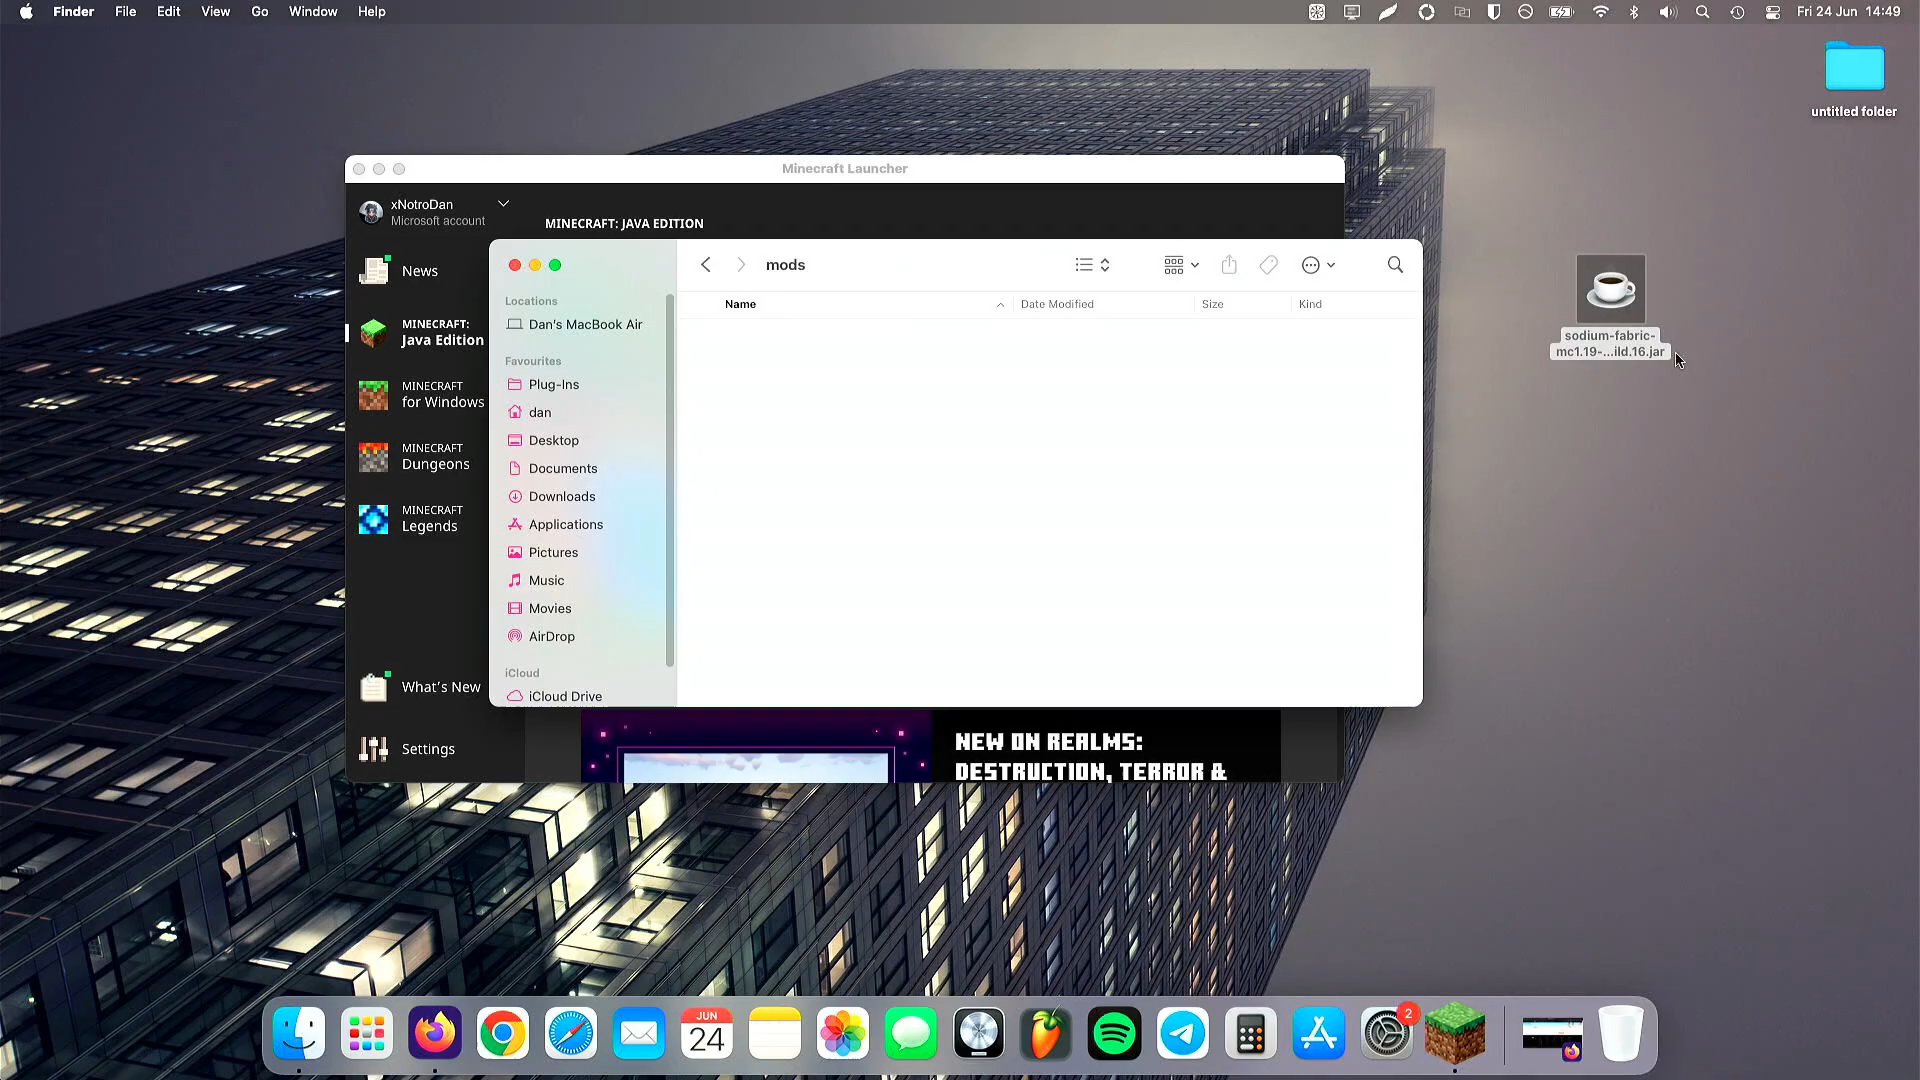 Finder File Edit View Go Window Help
Fri 24 Jun 14:49
untitled folder
Minecraft Launcher
xNotroDan
Microsoft account
MINECRAFT: JAVA EDITION
News
MINECRAFT:
Java Edition
MINECRAFT
for Windows
MINECRAFT
Dungeons
MINECRAFT
Legends
What's New
Settings
mods
Name Date Modified Size Kind
Locations
Dan's MacBook Air
Favourites
Plug-Ins
dan
Desktop
Documents
Downloads
Applications
Pictures
Music
Movies
AirDrop
iCloud
iCloud Drive
sodium-fabric-
mc1.19-...ild.16.jar
NEW ON REALMS:
DESTRUCTION, TERROR &
JUN
24
2